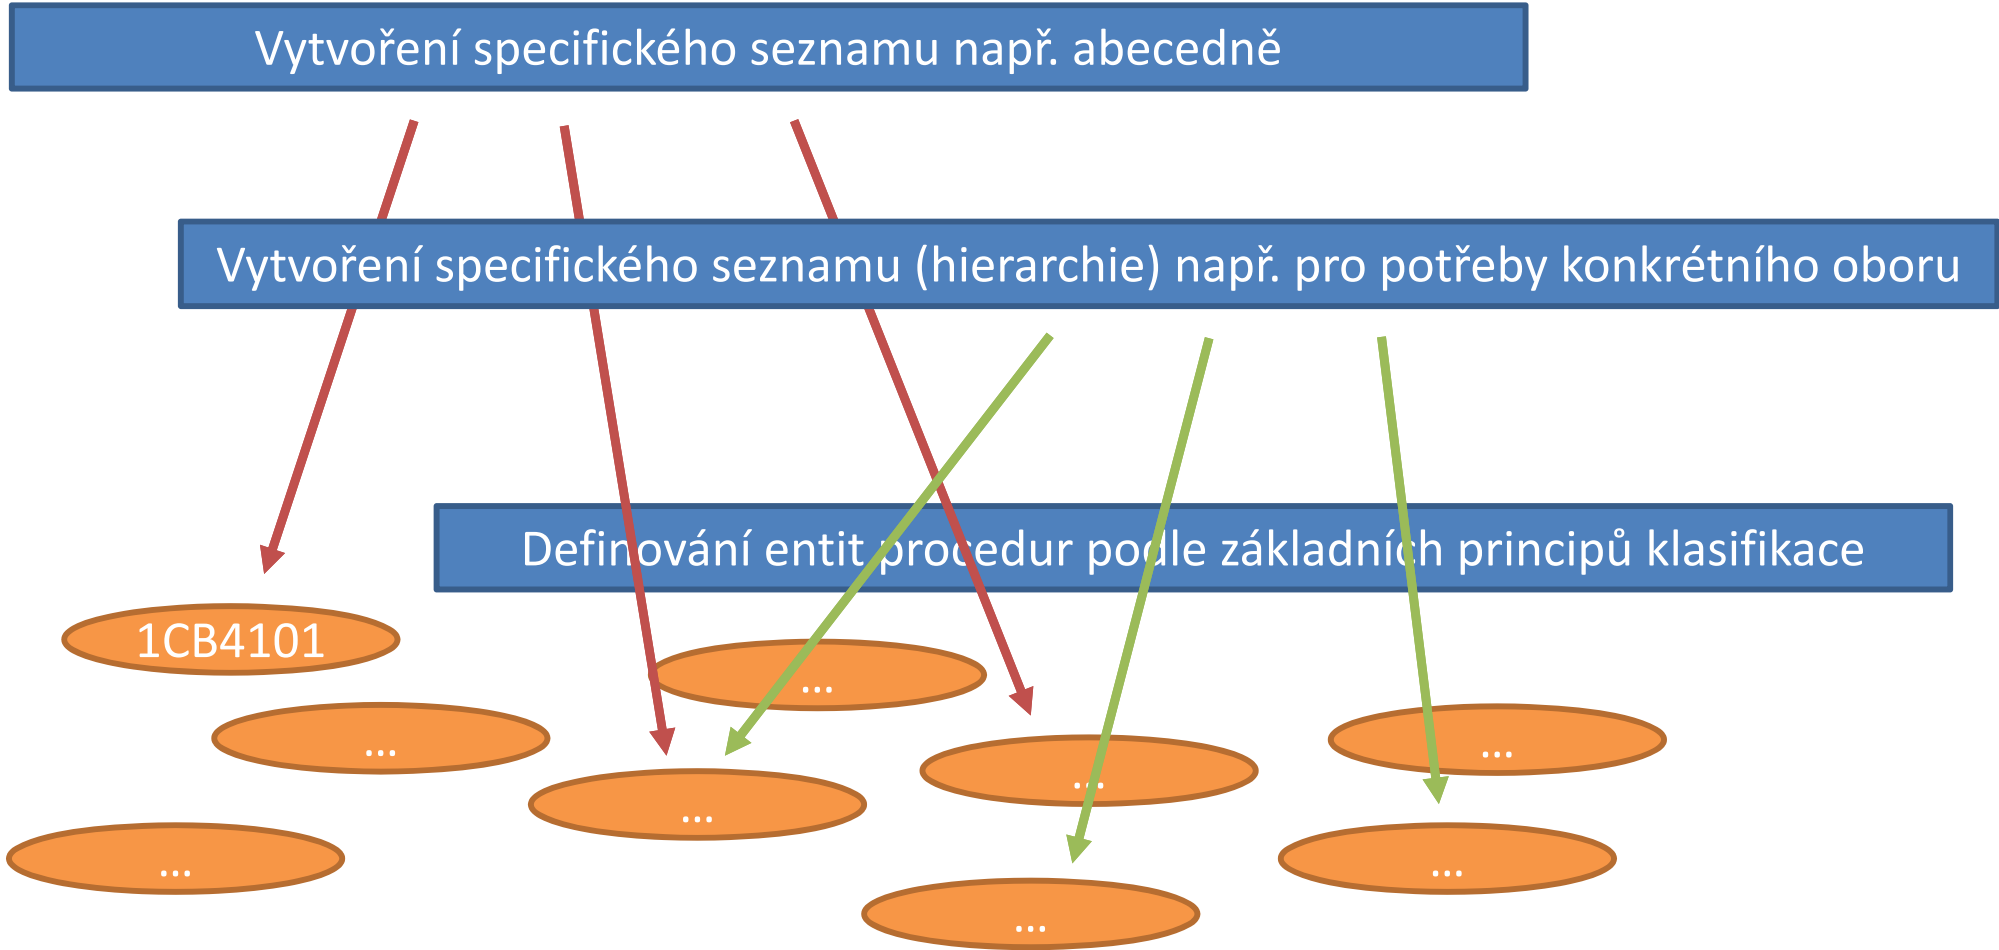 Vytvoření specifického seznamu např. abecedně
Vytvoření specifického seznamu (hierarchie) např. pro potřeby konkrétního oboru
Definování entit procedur podle základních principů klasifikace
1CB4101
...
...
...
...
...
...
...
...